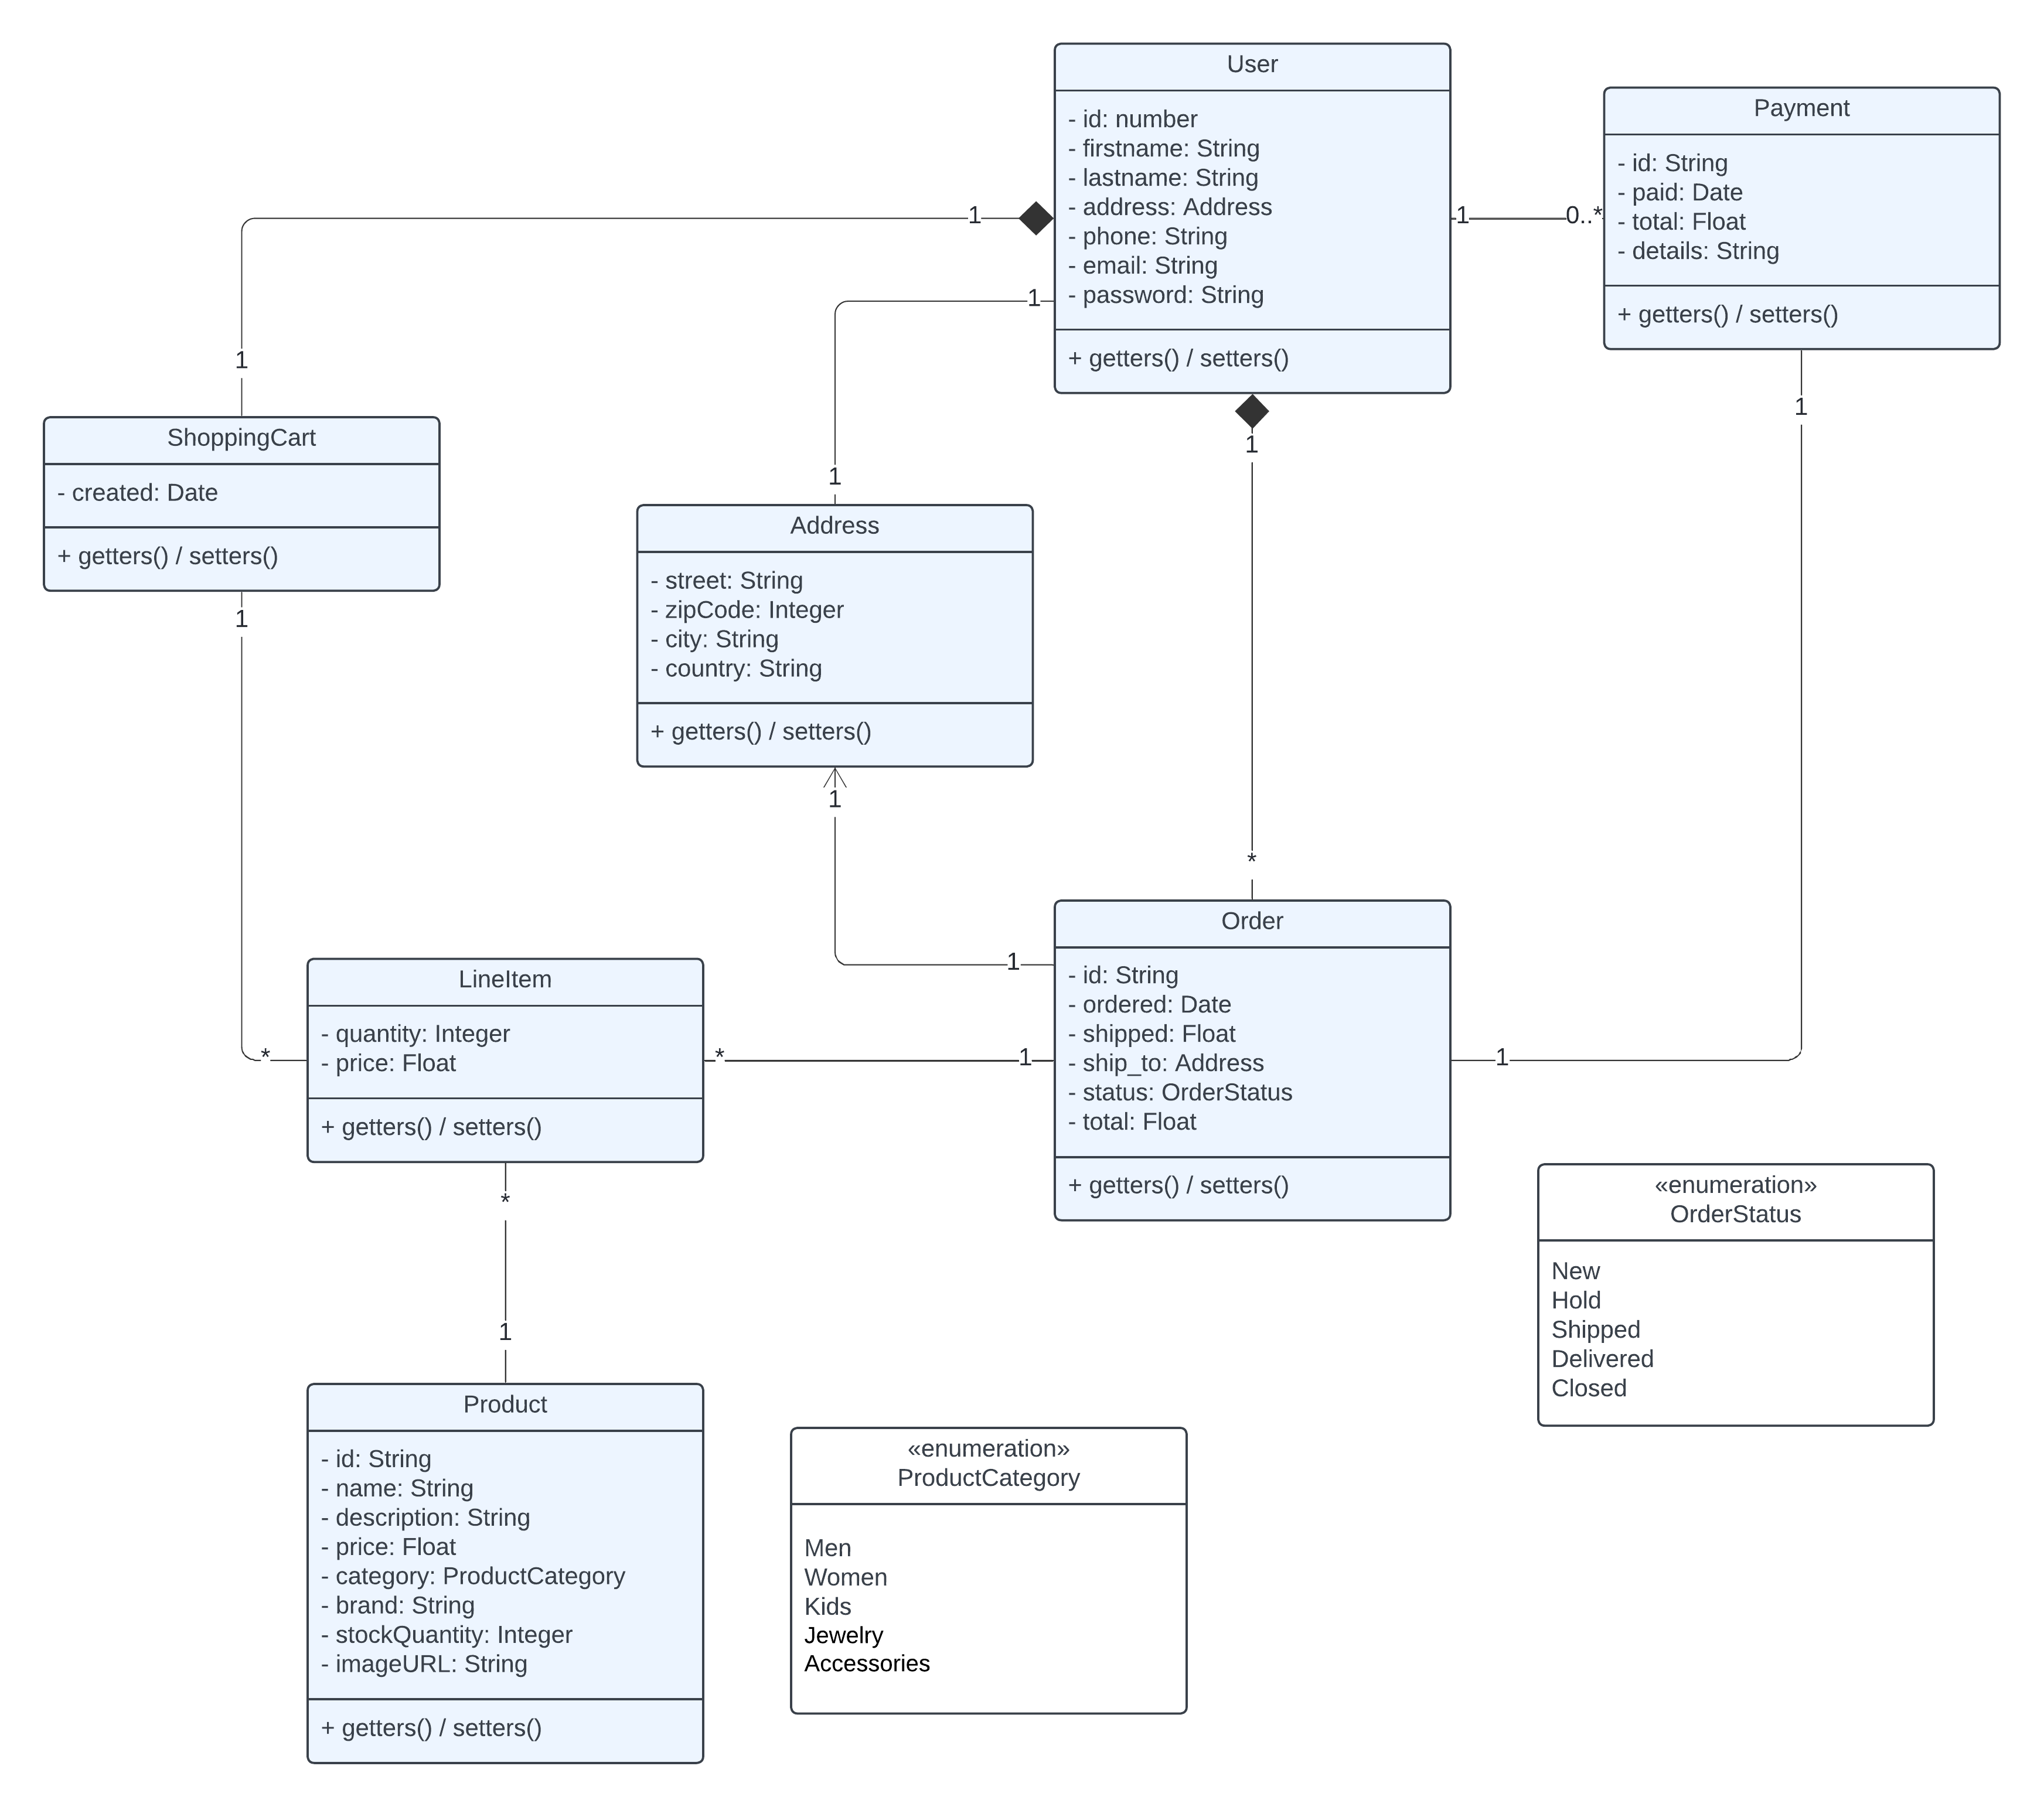 User
- id: number
- firstname: String
- lastname: String
- address: Address
- phone: String
- email: String
- password: String
+ getters() / setters()
Payment
- id: String
- paid: Date
- total: Float
- details: String
+ getters() / setters()
1
1
1
0..*
1
1
1
1
ShoppingCart
- created: Date
+ getters() / setters()
Address
- street: String
- zipCode: Integer
- city: String
- country: String
+ getters() / setters()
1
1
*
1
LineItem
- quantity: Integer
- price: Float
+ getters() / setters()
Order
- id: String
- ordered: Date
- shipped: Float
- ship_to: Address
- status: OrderStatus
- total: Float
+ getters() / setters()
*
*
1
1
*
1
«enumeration»
OrderStatus
New
Hold
Shipped
Delivered
Closed
Product
- id: String
- name: String
- description: String
- price: Float
- category: ProductCategory
- brand: String
- stockQuantity: Integer
- imageURL: String
+ getters() / setters()
«enumeration»
ProductCategory
Men
Women
Kids
Jewelry
Accessories
1